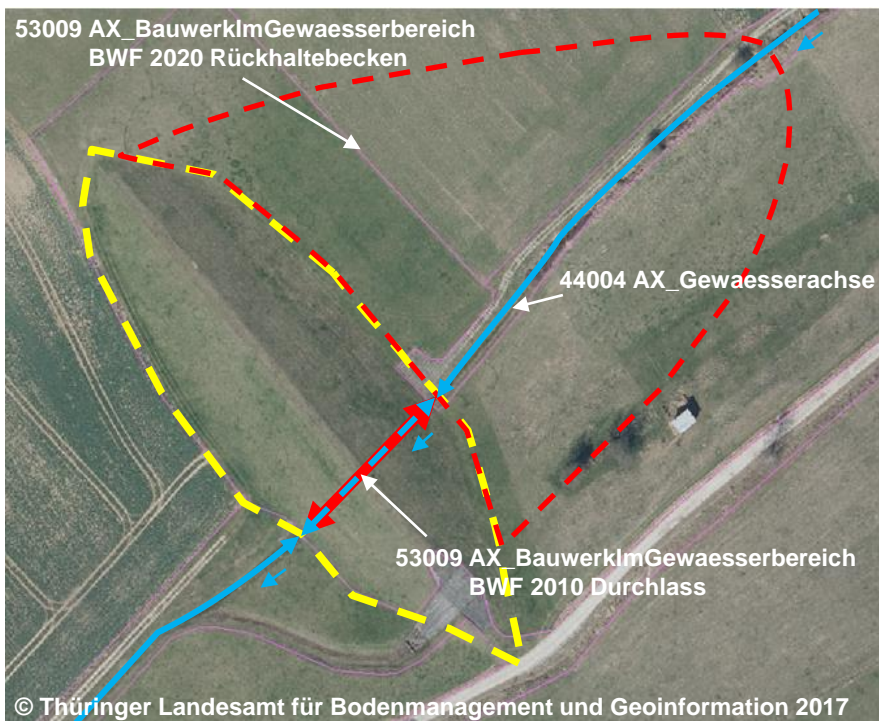 53009 AX_BauwerkImGewaesserbereich
BWF 2020 Rückhaltebecken
44004 AX_Gewaesserachse
53009 AX_BauwerkImGewaesserbereich
BWF 2010 Durchlass
© Thüringer Landesamt für Bodenmanagement und Geoinformation 2017